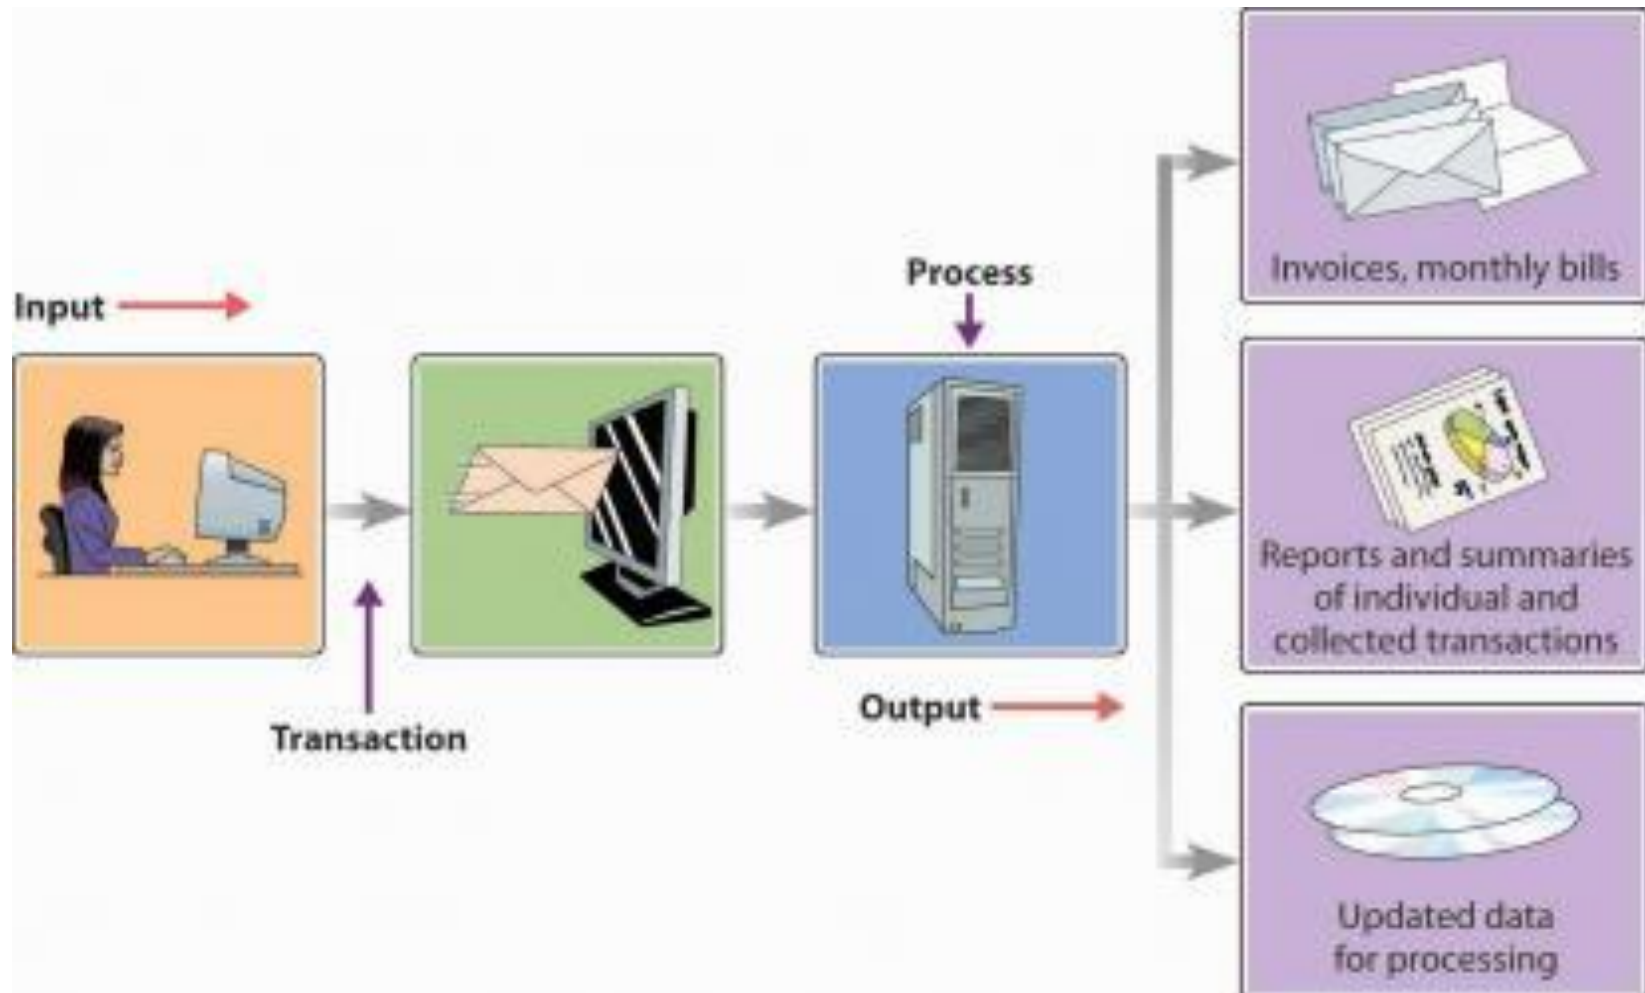 Input
Transaction
Process
Output
Invoices, monthly bills
Reports and summaries
of individual and
collected transactions
Updated data
for processing